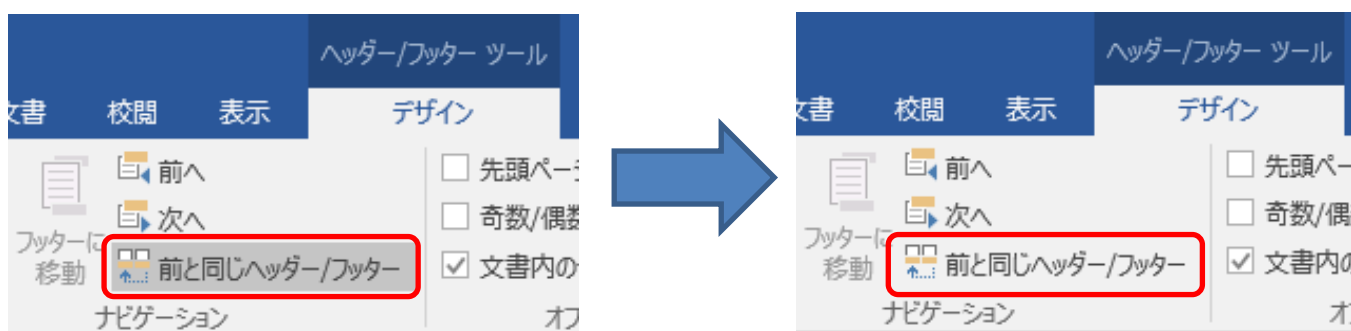 ヘッダー/フッター ツール
文書 校閲 表示 デザイン
前へ
先頭ペー
次へ
奇数/偶数
フッターに
移動
前と同じヘッダー/フッター
文書内の
ナビゲーション
オプ
ヘッダー/フッター ツール
文書 校閲 表示 デザイン
前へ
先頭ペー
次へ
奇数/偶
フッターに
移動
前と同じヘッダー/フッター
文書内の
ナビゲーション